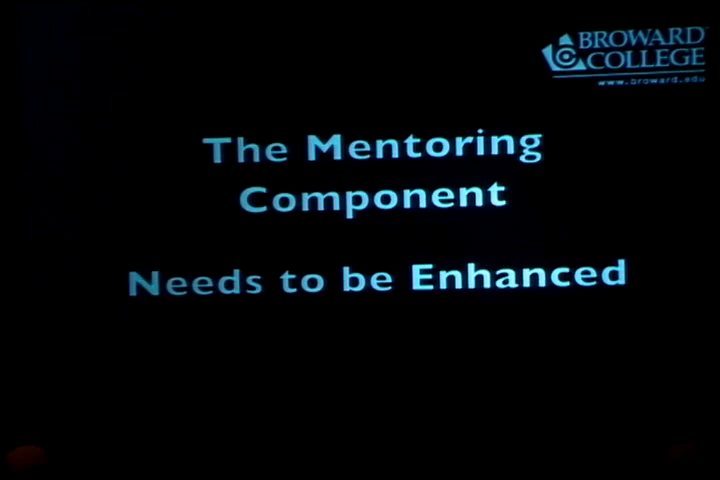 BROWARD
COLLEGE
www.broward.edu
The Mentoring
Component
Needs to be Enhanced